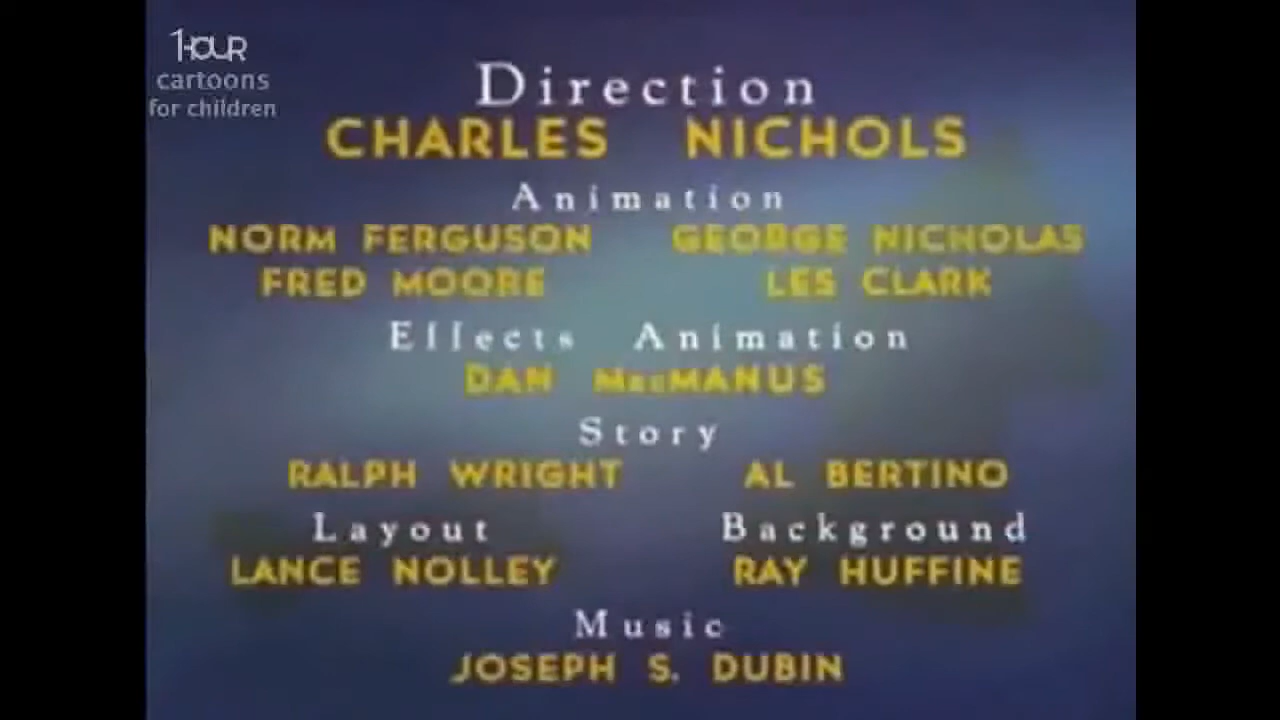 1HOUR
cartoons
for children
Direction
CHARLES NICHOLS
Animation
NORM FERGUSON GEORGE NICHOLAS
FRED MOORE LES CLARK
Effects Animation
DAN MacMANUS
Story
RALPH WRIGHT AL BERTINO
Layout Background
LANCE NOLLEY RAY HUFFINE
Music
JOSEPH S. DUBIN